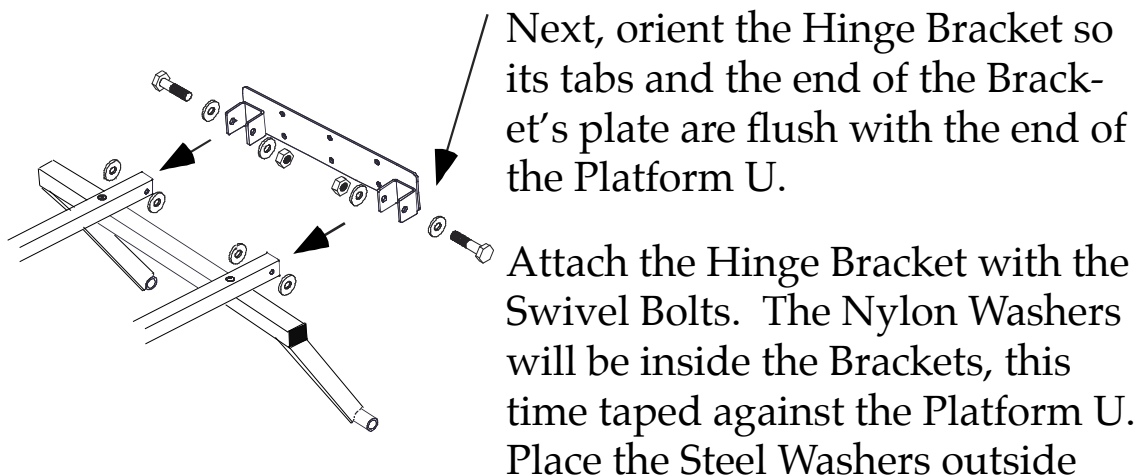 Next, orient the Hinge Bracket so
its tabs and the end of the Brack-
et’s plate are flush with the end of
the Platform U.
Attach the Hinge Bracket with the
Swivel Bolts.  The Nylon Washers
will be inside the Brackets, this
time taped against the Platform U.
Place the Steel Washers outside